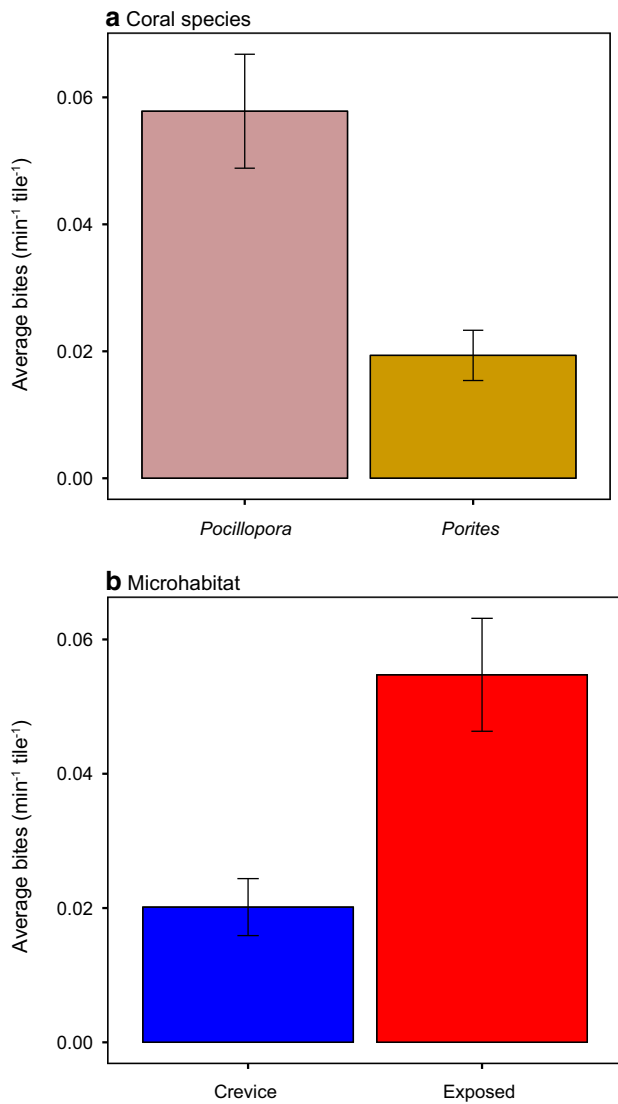 a Coral species
Average bites (min⁻¹ tile⁻¹)
0.06
0.04
0.02
0.00
Pocillopora Porites
b Microhabitat
Average bites (min⁻¹ tile⁻¹)
0.06
0.04
0.02
0.00
Crevice Exposed